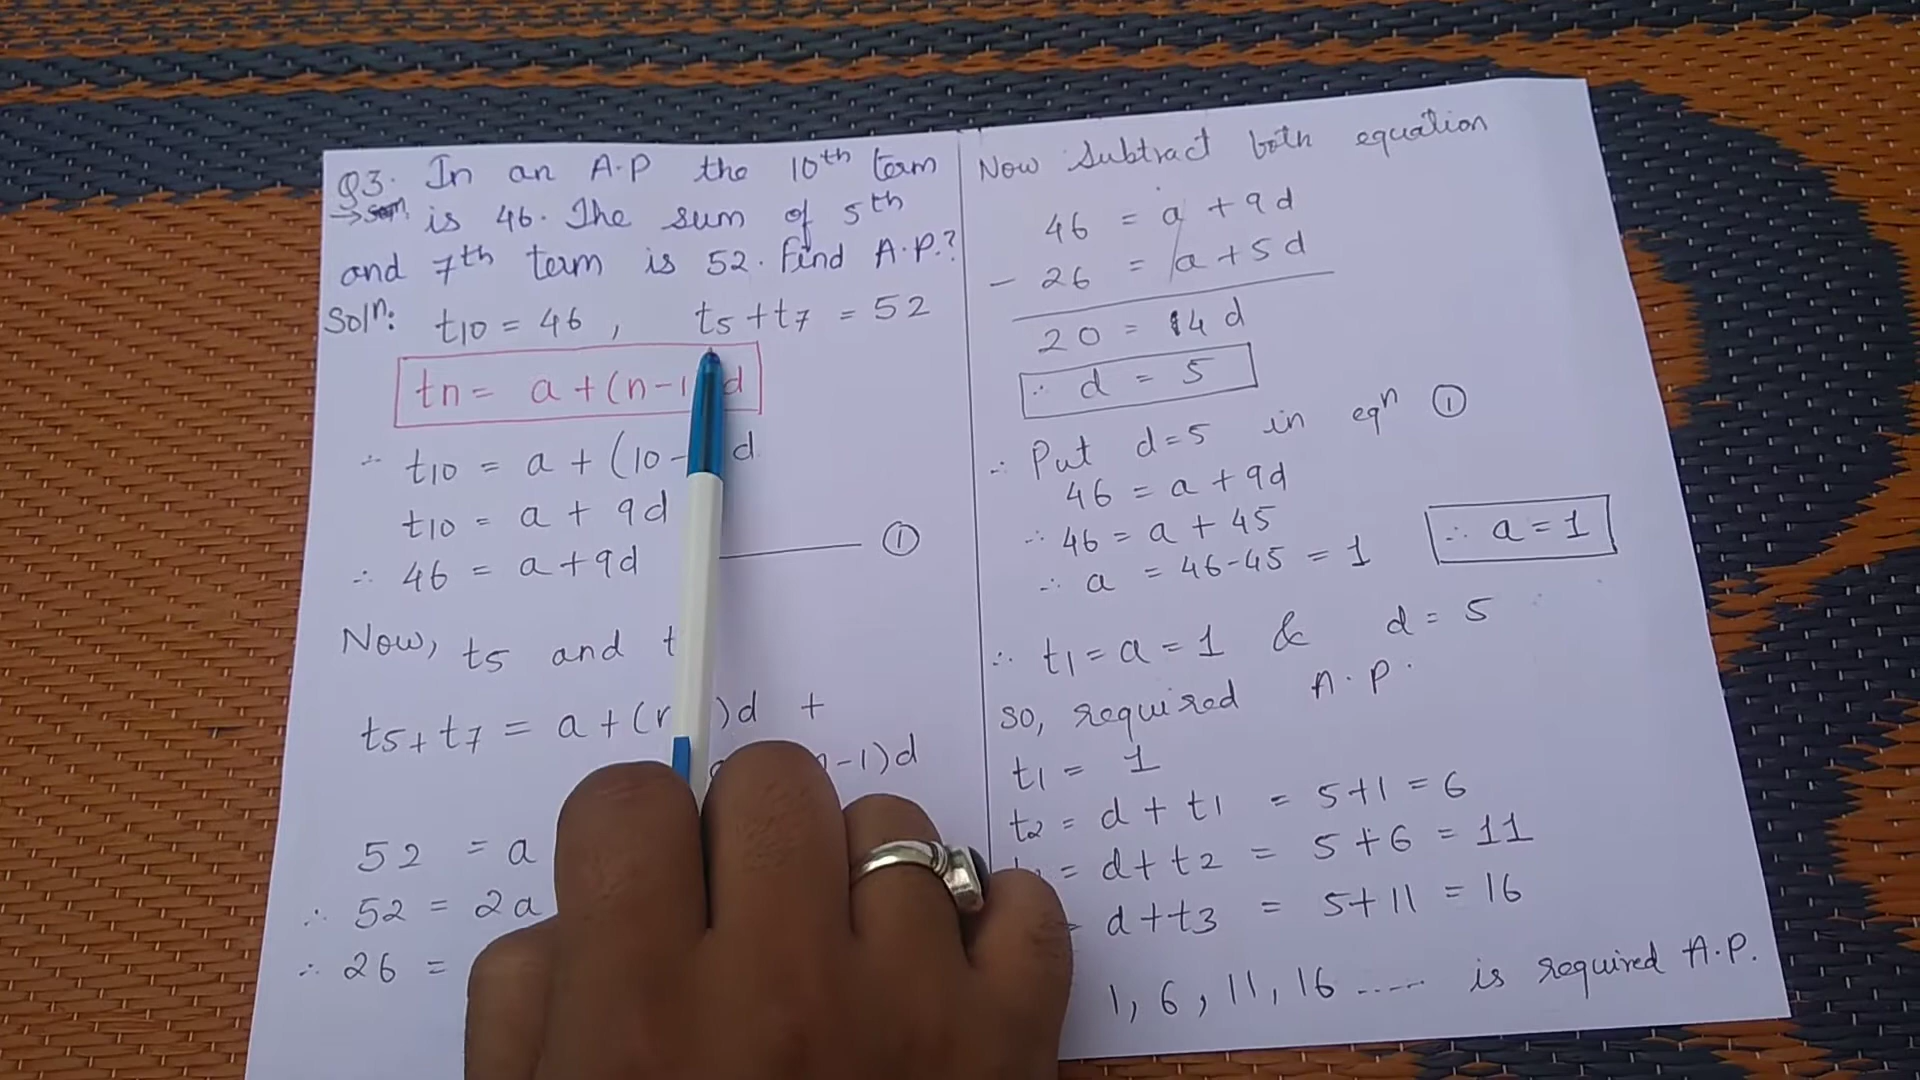 Q3. In an A.P the 10th term
is 46. The sum of 5th
and 7th term is 52. Find A.P.?
Soln: t10 = 46, t5 + t7 = 52
tn = a + (n-1 d
∴ t10 = a + (10- d
t10 = a + 9d
∴ 46 = a + 9d ①
Now, t5 and t
t5 + t7 = a + ( )d +
-1)d
52 = a
∴ 52 = 2a
∴ 26 =
Now Subtract both equation
46 = a + 9d
- 26 = a + 5d
20 = 4d
∴ d = 5
∴ Put d = 5 in eqn ①
46 = a + 9d
∴ 46 = a + 45
∴ a = 46 - 45 = 1
∴ a = 1
∴ t1 = a = 1 & d = 5
So, required A.P.
t1 = 1
t2 = d + t1 = 5+1 = 6
= d + t2 = 5 + 6 = 11
d + t3 = 5 + 11 = 16
1, 6, 11, 16 ..... is required A.P.